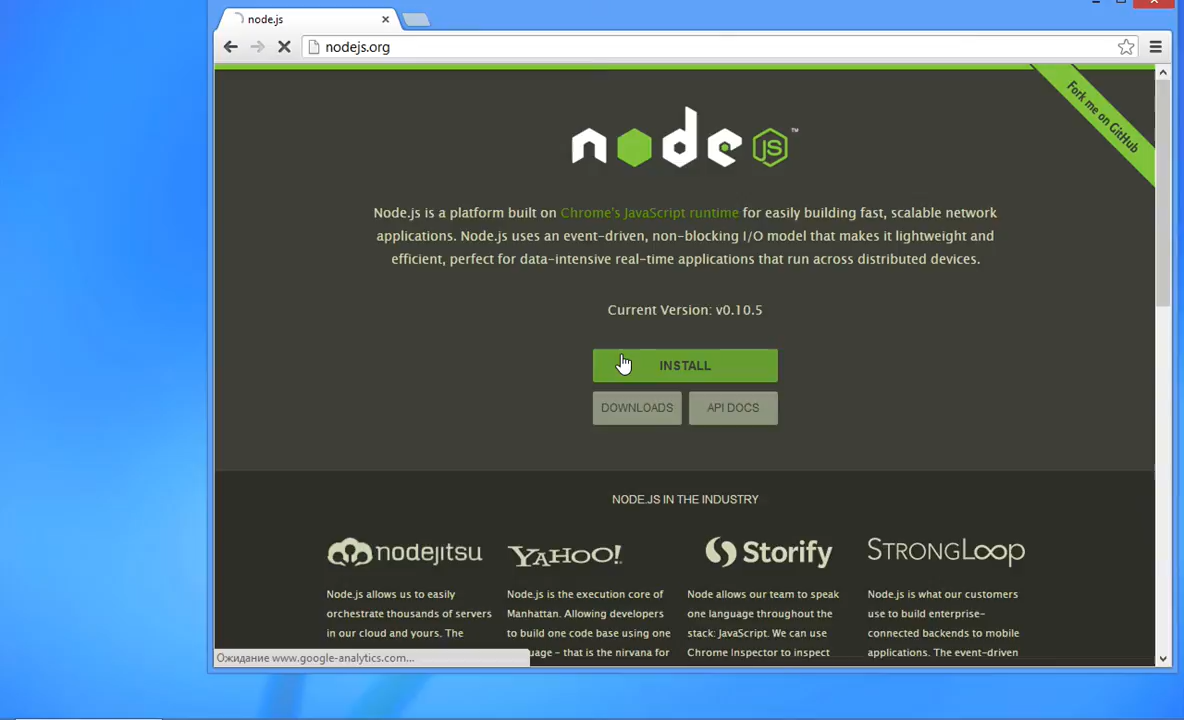 node.js
nodejs.org
Fork me on GitHub
node JS™
Node.js is a platform built on Chrome's JavaScript runtime for easily building fast, scalable network
applications. Node.js uses an event-driven, non-blocking I/O model that makes it lightweight and
efficient, perfect for data-intensive real-time applications that run across distributed devices.
Current Version: v0.10.5
INSTALL
DOWNLOADS API DOCS
NODE.JS IN THE INDUSTRY
nodejitsu
Node.js allows us to easily
orchestrate thousands of servers
in our cloud and yours. The
YAHOO!
Node.js is the execution core of
Manhattan. Allowing developers
to build one code base using one
uage – that is the nirvana for
Storify
Node allows our team to speak
one language throughout the
stack: JavaScript. We can use
Chrome Inspector to inspect
STRONGLOOP
Node.js is what our customers
use to build enterprise-
connected backends to mobile
applications. The event-driven
Ожидание www.google-analytics.com...